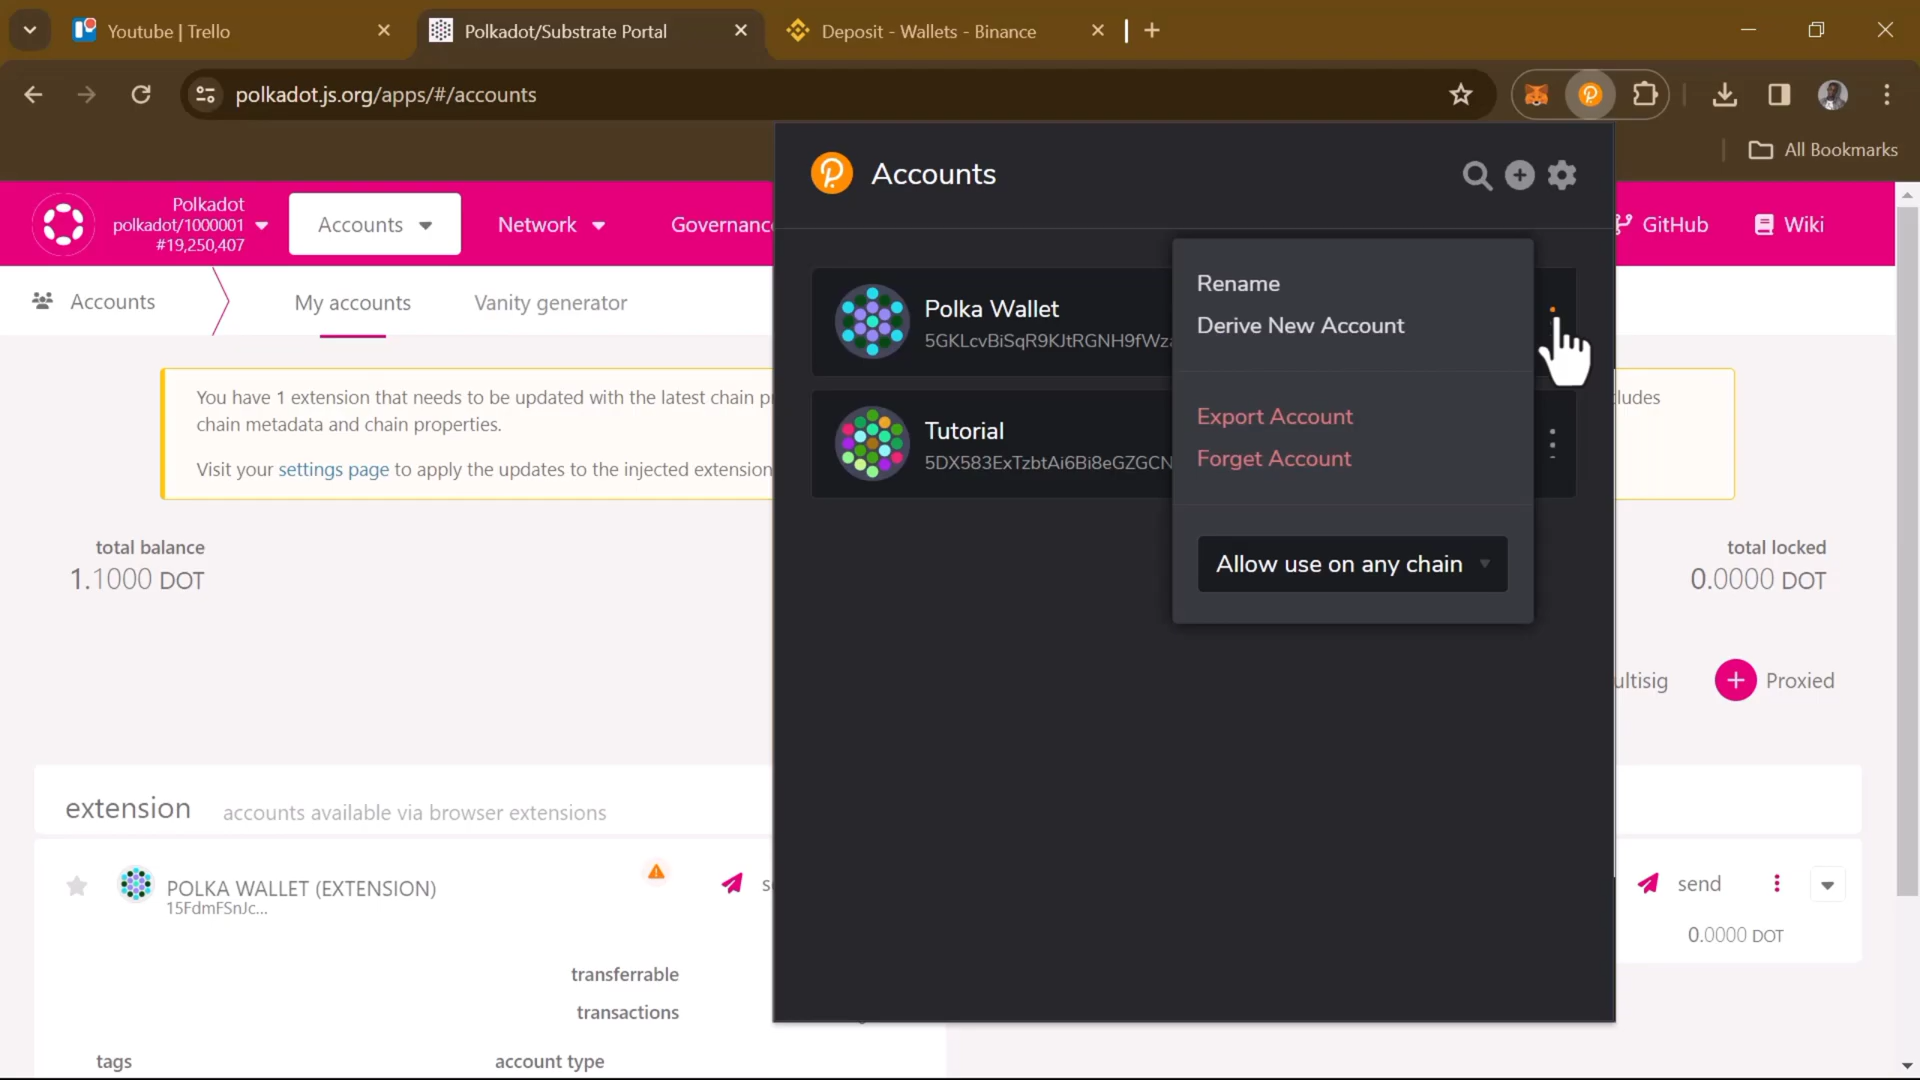 Youtube | Trello
Polkadot/Substrate Portal
Deposit - Wallets - Binance
polkadot.js.org/apps/#/accounts
All Bookmarks
Polkadot
polkadot/1000001
#19,250,407
Accounts
Network
Governance
GitHub
Wiki
Accounts
My accounts
Vanity generator
Accounts
Polka Wallet
5GKLcvBiSqR9KJtRGNH9fWz
Tutorial
5DX583ExTzbtAi6Bi8eGZGCN
Rename
Derive New Account
Export Account
Forget Account
Allow use on any chain
You have 1 extension that needs to be updated with the latest chain
chain metadata and chain properties.
Visit your settings page to apply the updates to the injected extension
total balance
1.1000 DOT
total locked
0.0000 DOT
ultisig
Proxied
extension
accounts available via browser extensions
POLKA WALLET (EXTENSION)
15FdmFSnJc...
send
0.0000 DOT
transferrable
transactions
tags
account type